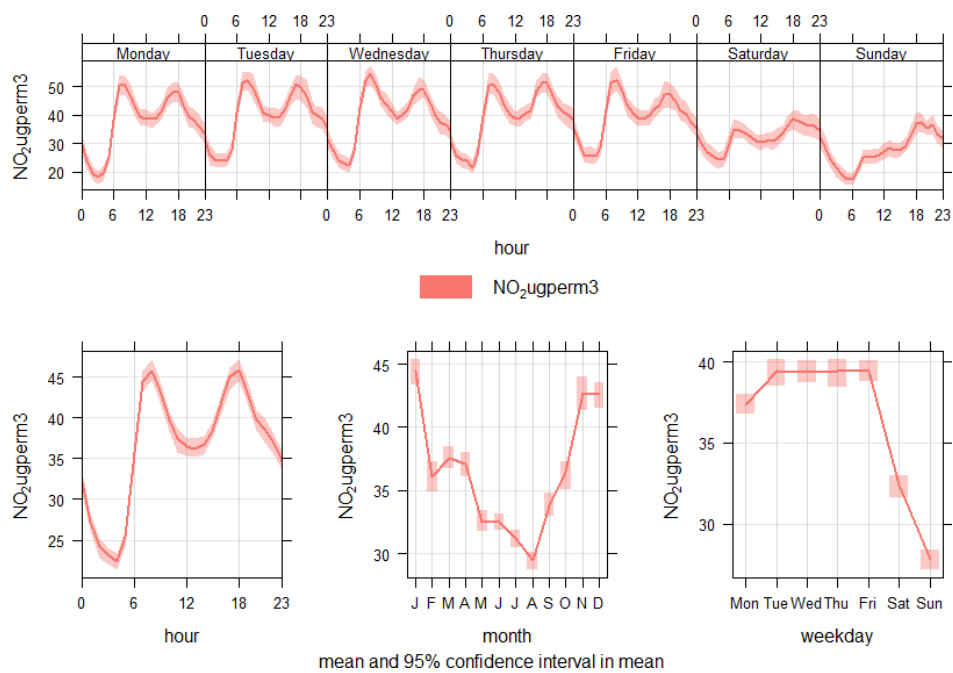 0 6 12 18 23 0 6 12 18 23 0 6 12 18 23
Monday Tuesday Wednesday Thursday Friday Saturday Sunday
NO₂ugperm3
50
40
30
20
0 6 12 18 23 0 6 12 18 23 0 6 12 18 23 0 6 12 18 23
hour
NO₂ugperm3
NO₂ugperm3
45
40
35
30
25
0 6 12 18 23
hour
NO₂ugperm3
45
40
35
30
J F M A M J J A S O N D
month
NO₂ugperm3
40
35
30
Mon Tue Wed Thu Fri Sat Sun
weekday
mean and 95% confidence interval in mean